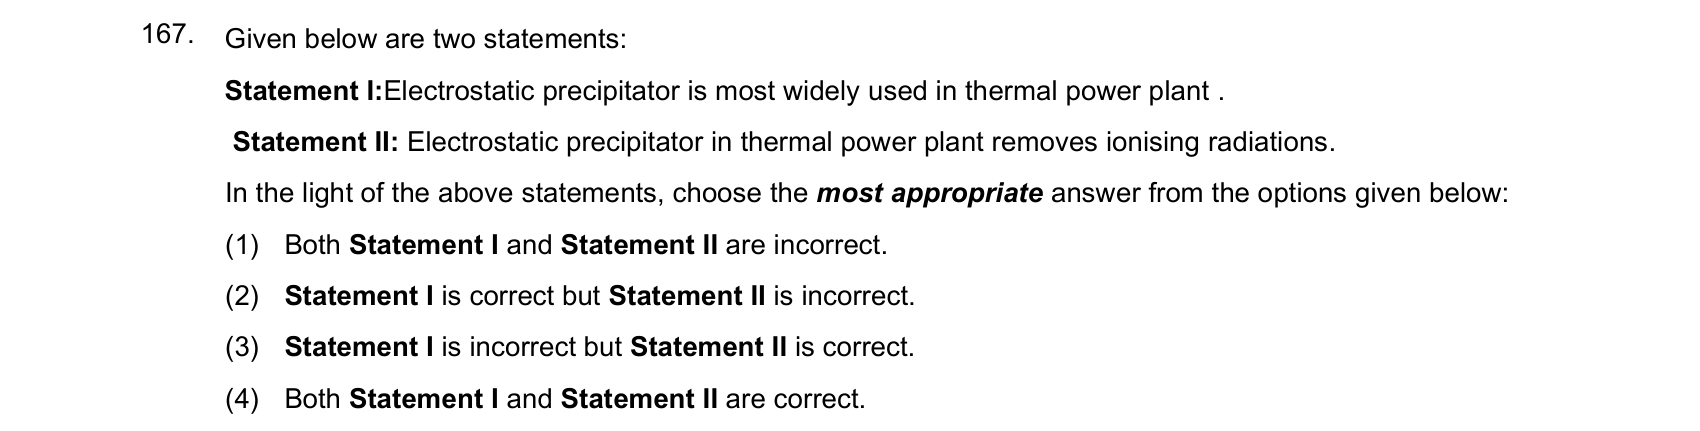 167. Given below are two statements:
Statement I:Electrostatic precipitator is most widely used in thermal power plant .
Statement II: Electrostatic precipitator in thermal power plant removes ionising radiations.
In the light of the above statements, choose the most appropriate answer from the options given below:
(1) Both Statement I and Statement II are incorrect.
(2) Statement I is correct but Statement II is incorrect.
(3) Statement I is incorrect but Statement II is correct.
(4) Both Statement I and Statement II are correct.